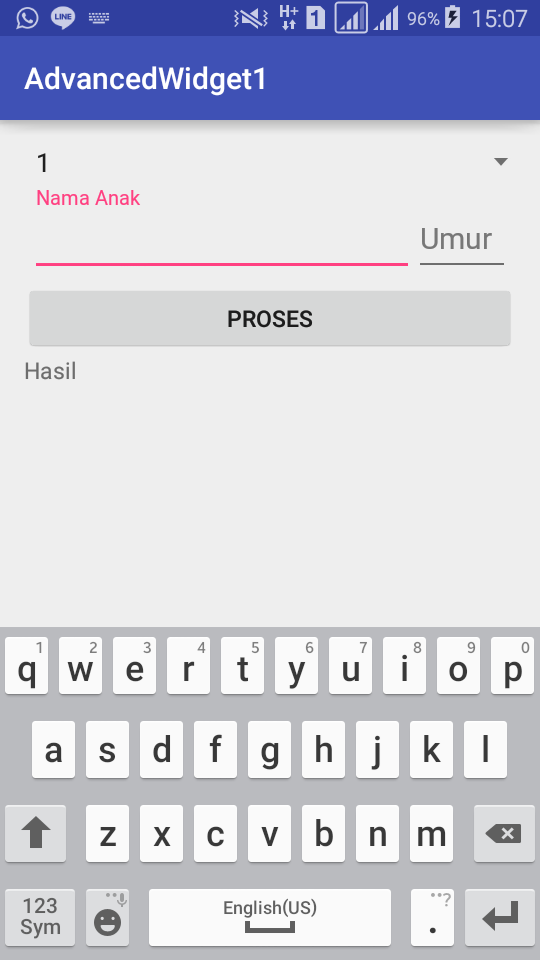 LINE H+ 1 96% 15:07
AdvancedWidget1
1
Nama Anak
Umur
PROSES
Hasil
1 2 3 4 5 6 7 8 9 0
q w e r t y u i o p
a s d f g h j k l
z x c v b n m
123 Sym English(US) . ?